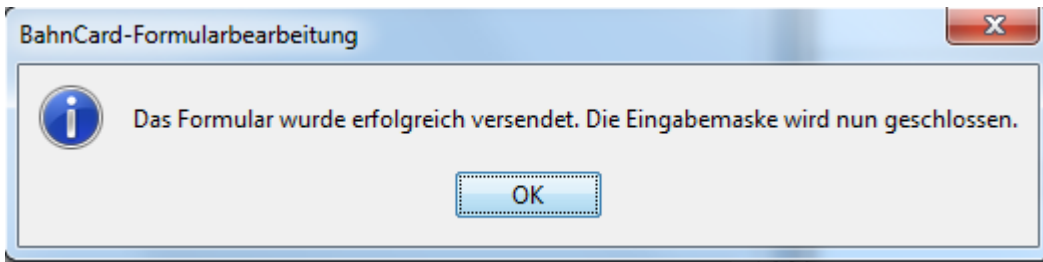 BahnCard-Formularbearbeitung
Das Formular wurde erfolgreich versendet. Die Eingabemaske wird nun geschlossen.
OK